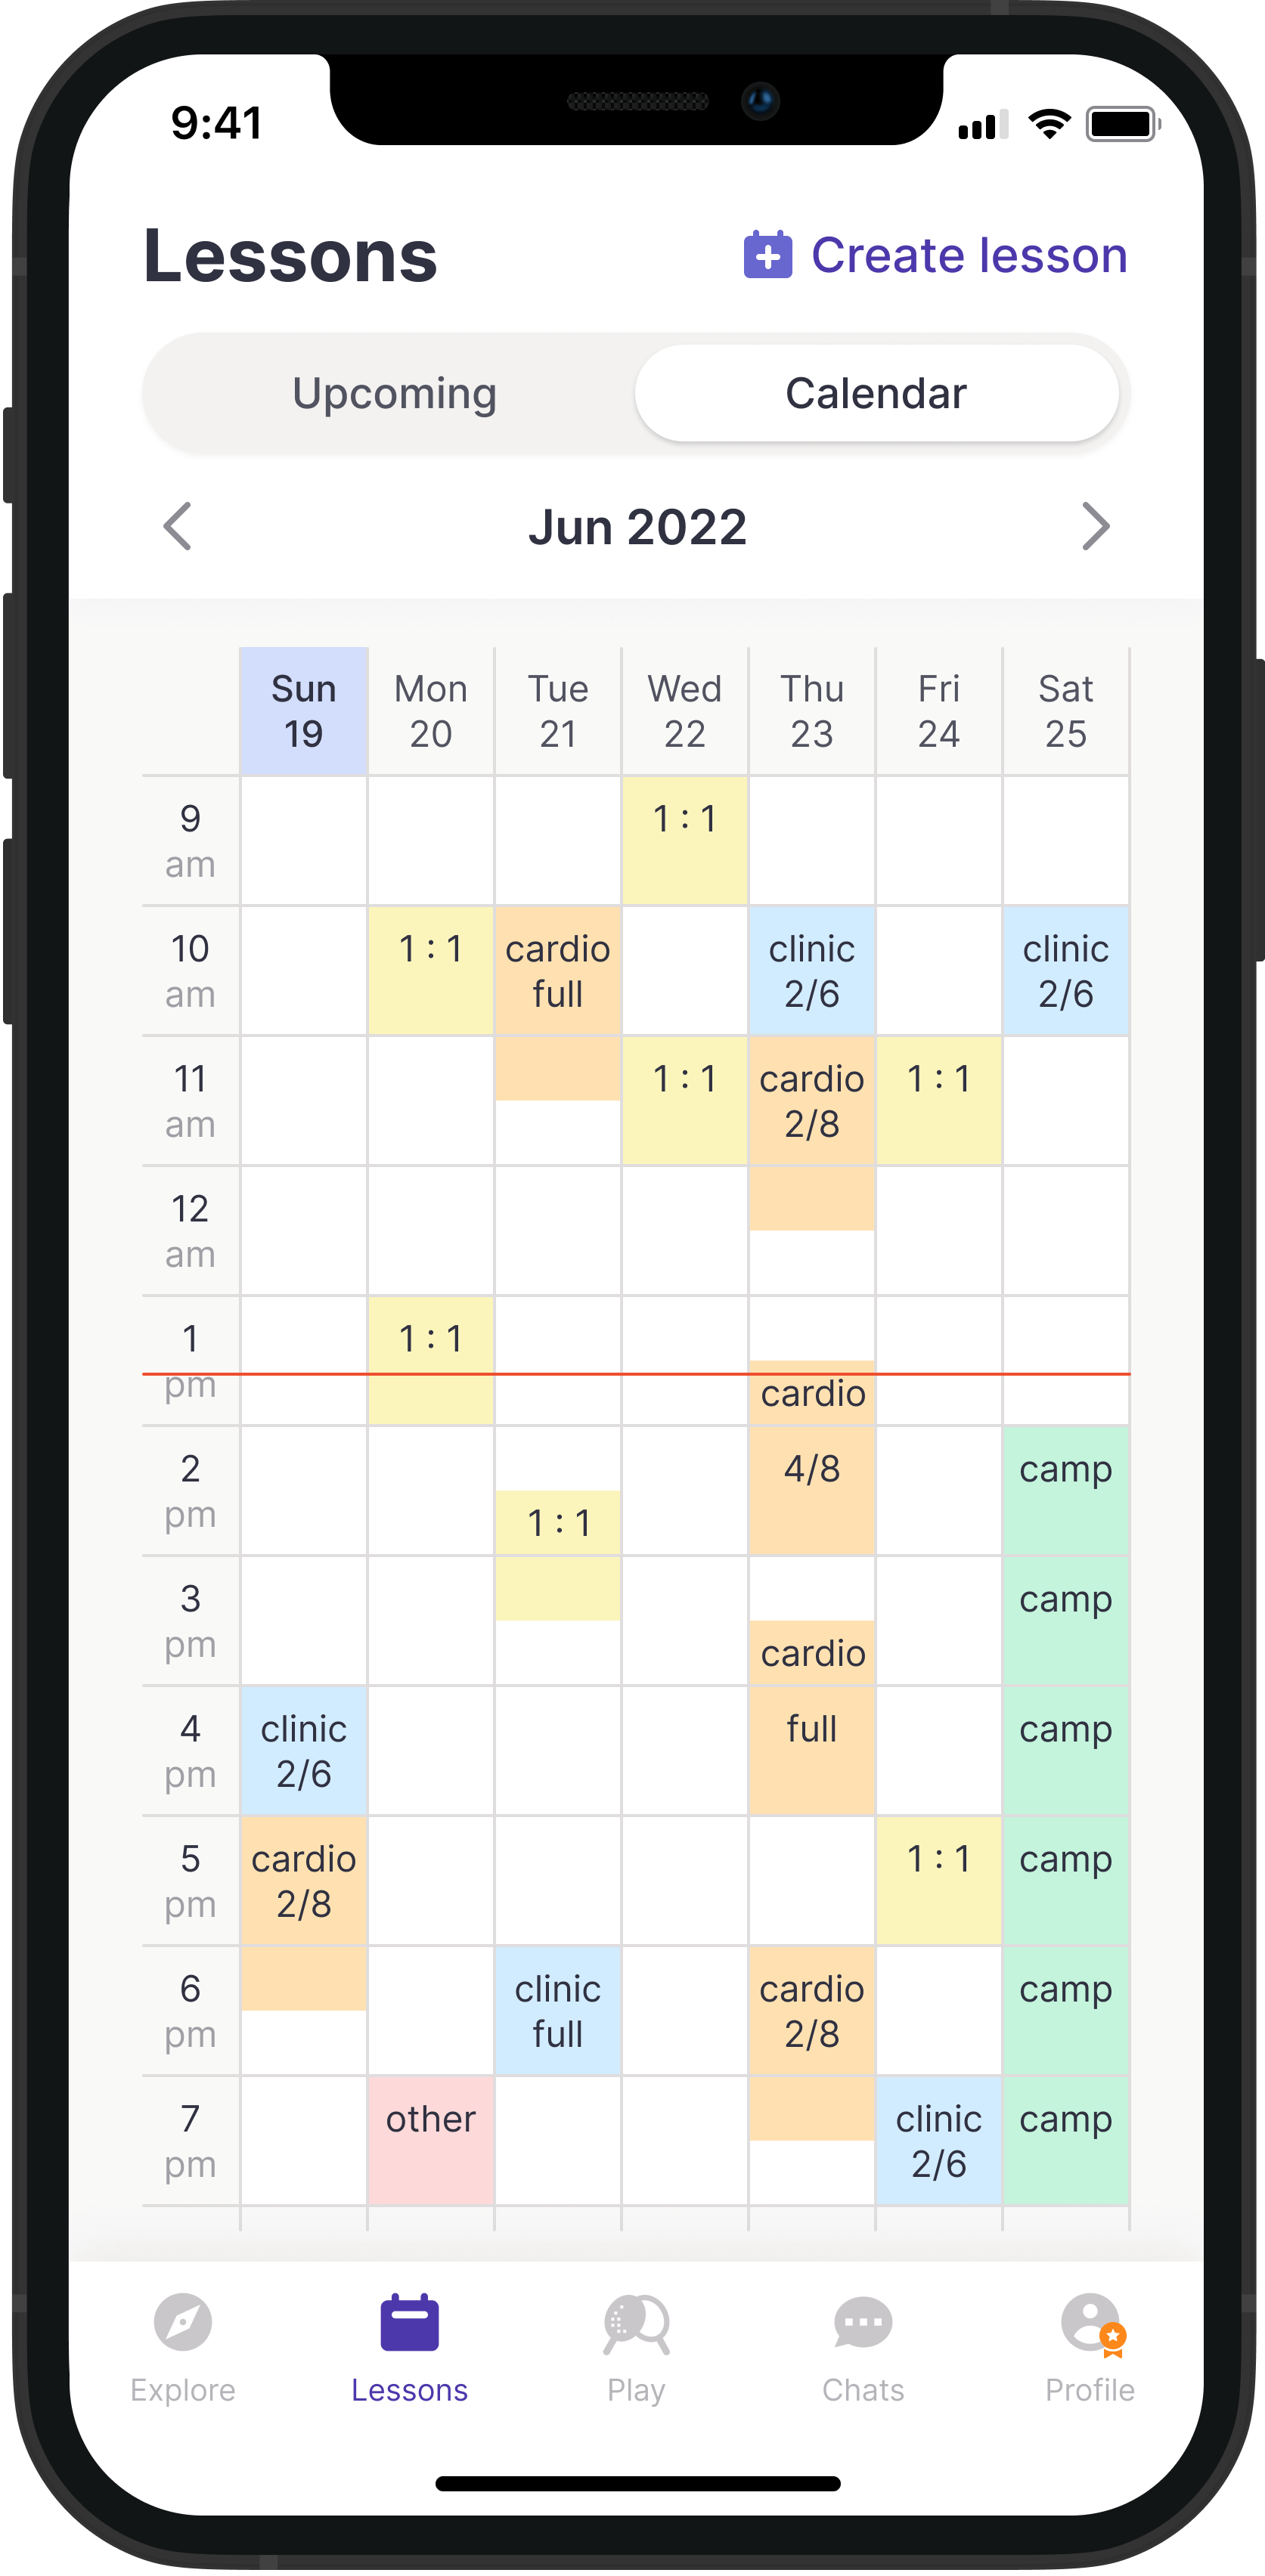 9:41
Lessons
Create lesson
Upcoming
Calendar
Jun 2022
Sun Mon Tue Wed Thu Fri Sat
19 20 21 22 23 24 25
9 1 : 1
am
10 1 : 1 cardio clinic clinic
am full 2/6 2/6
11 1 : 1 cardio 1 : 1
am 2/8
12
am
1 1 : 1
pm cardio
2 4/8 camp
pm 1 : 1
3 camp
pm cardio
4 clinic full camp
pm 2/6
5 cardio 1 : 1 camp
pm 2/8
6 clinic cardio camp
pm full 2/8
7 other clinic camp
pm 2/6
Explore Lessons Play Chats Profile